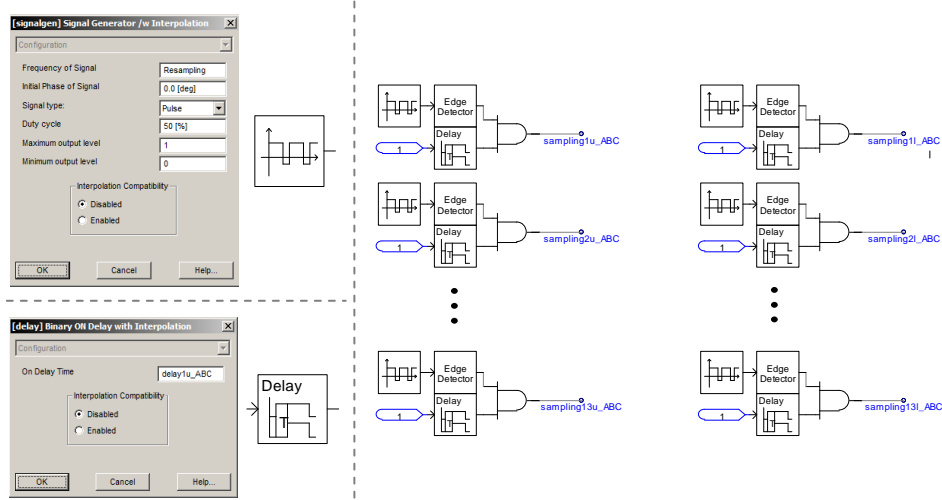 [signalgen] Signal Generator /w Interpolation
Configuration
Frequency of Signal
Resampling
Initial Phase of Signal
0.0 [deg]
Signal type:
Pulse
Duty cycle
50 [%]
Maximum output level
1
Minimum output level
0
Interpolation Compatibility
Disabled
Enabled
OK
Cancel
Help...
[delay] Binary ON Delay with Interpolation
Configuration
On Delay Time
delay1u_ABC
Interpolation Compatibility
Disabled
Enabled
OK
Cancel
Help...
Delay
T
Edge
Detector
Delay
T
1
sampling1u_ABC
Edge
Detector
Delay
T
1
sampling1l_ABC
Edge
Detector
Delay
T
1
sampling2u_ABC
Edge
Detector
Delay
T
1
sampling2l_ABC
Edge
Detector
Delay
T
1
sampling13u_ABC
Edge
Detector
Delay
T
1
sampling13l_ABC